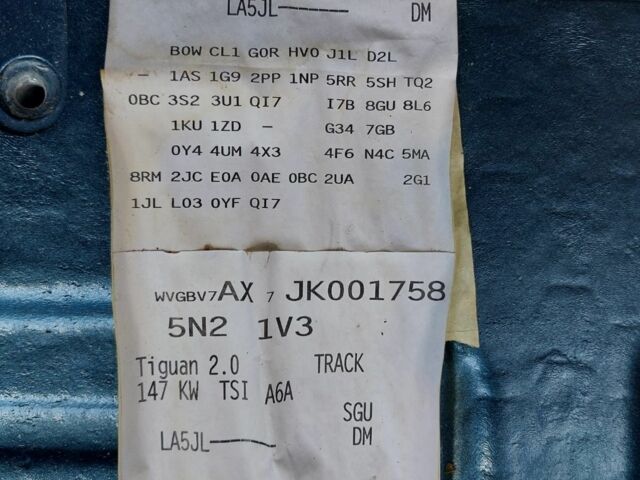 LA5JL-------- DM
B0W CL1 G0R HV0 J1L D2L
- 1AS 1G9 2PP 1NP 5RR 5SH TQ2
0BC 3S2 3U1 QI7 I7B 8GU 8L6
1KU 1ZD - G34 7GB
0Y4 4UM 4X3 4F6 N4C 5MA
8RM 2JC E0A 0AE 0BC 2UA 2G1
1JL L03 0YF QI7
WVGBV7AX 7 JK001758
5N2 1V3
Tiguan 2.0 TRACK
147 KW TSI A6A
SGU
LA5JL-------- DM